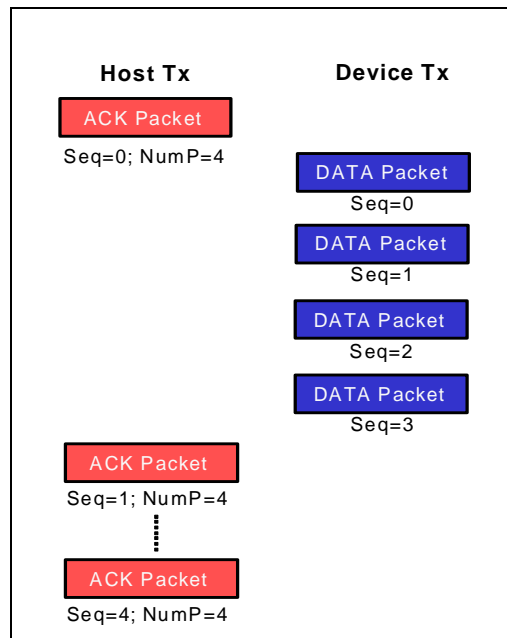 Host Tx
Device Tx
ACK Packet
Seq=0; NumP=4
DATA Packet
Seq=0
DATA Packet
Seq=1
DATA Packet
Seq=2
DATA Packet
Seq=3
ACK Packet
Seq=1; NumP=4
ACK Packet
Seq=4; NumP=4